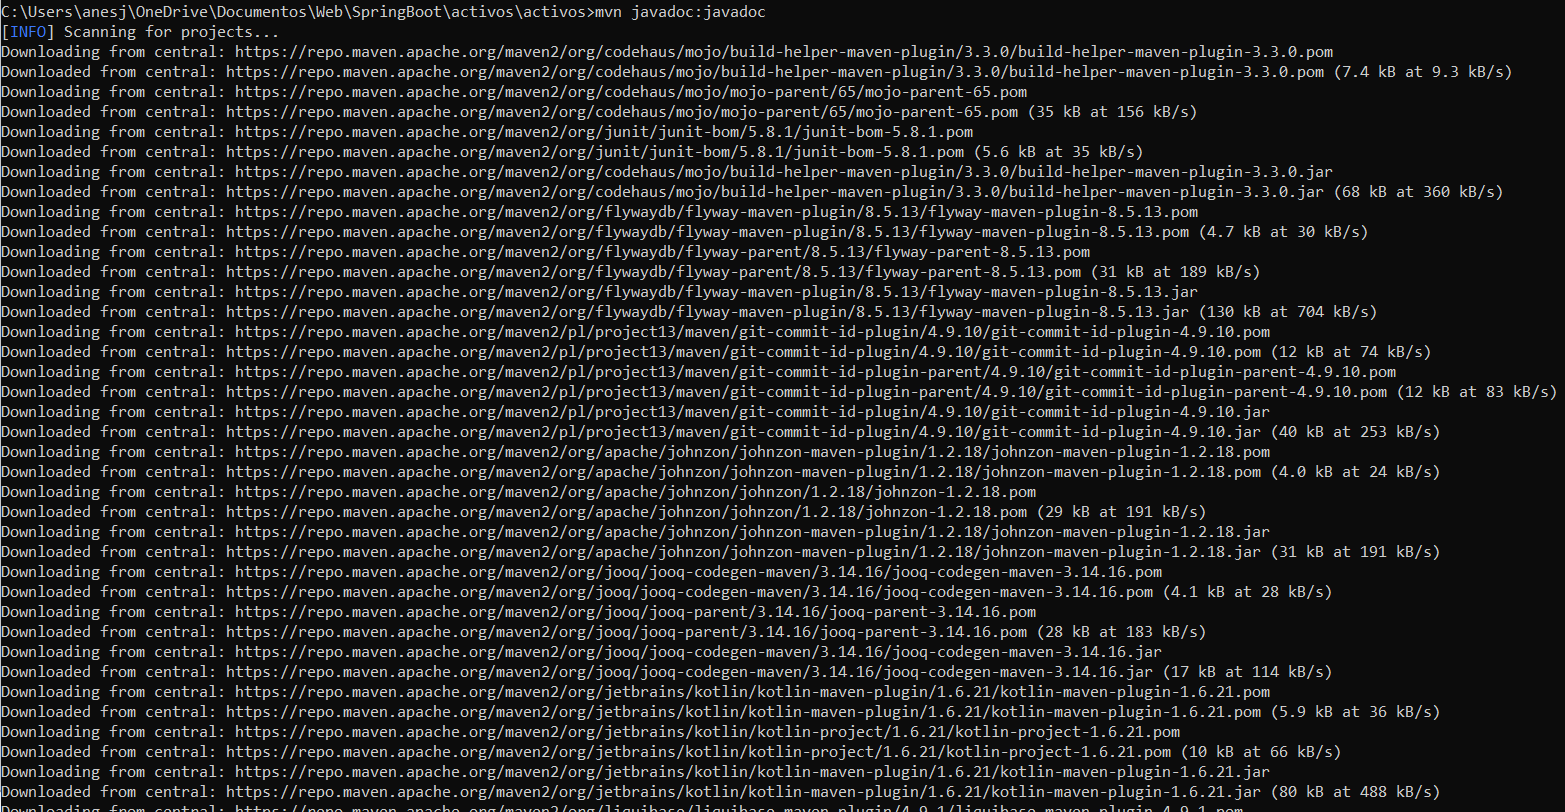 C:\Users\anesj\OneDrive\Documentos\Web\SpringBoot\activos\activos>mvn javadoc:javadoc
[INFO] Scanning for projects...
Downloading from central: https://repo.maven.apache.org/maven2/org/codehaus/mojo/build-helper-maven-plugin/3.3.0/build-helper-maven-plugin-3.3.0.pom
Downloaded from central: https://repo.maven.apache.org/maven2/org/codehaus/mojo/build-helper-maven-plugin/3.3.0/build-helper-maven-plugin-3.3.0.pom (7.4 kB at 9.3 kB/s)
Downloading from central: https://repo.maven.apache.org/maven2/org/codehaus/mojo/mojo-parent/65/mojo-parent-65.pom
Downloaded from central: https://repo.maven.apache.org/maven2/org/codehaus/mojo/mojo-parent/65/mojo-parent-65.pom (35 kB at 156 kB/s)
Downloading from central: https://repo.maven.apache.org/maven2/org/junit/junit-bom/5.8.1/junit-bom-5.8.1.pom
Downloaded from central: https://repo.maven.apache.org/maven2/org/junit/junit-bom/5.8.1/junit-bom-5.8.1.pom (5.6 kB at 35 kB/s)
Downloading from central: https://repo.maven.apache.org/maven2/org/codehaus/mojo/build-helper-maven-plugin/3.3.0/build-helper-maven-plugin-3.3.0.jar
Downloaded from central: https://repo.maven.apache.org/maven2/org/codehaus/mojo/build-helper-maven-plugin/3.3.0/build-helper-maven-plugin-3.3.0.jar (68 kB at 360 kB/s)
Downloading from central: https://repo.maven.apache.org/maven2/org/flywaydb/flyway-maven-plugin/8.5.13/flyway-maven-plugin-8.5.13.pom
Downloaded from central: https://repo.maven.apache.org/maven2/org/flywaydb/flyway-maven-plugin/8.5.13/flyway-maven-plugin-8.5.13.pom (4.7 kB at 30 kB/s)
Downloading from central: https://repo.maven.apache.org/maven2/org/flywaydb/flyway-parent/8.5.13/flyway-parent-8.5.13.pom
Downloaded from central: https://repo.maven.apache.org/maven2/org/flywaydb/flyway-parent/8.5.13/flyway-parent-8.5.13.pom (31 kB at 189 kB/s)
Downloading from central: https://repo.maven.apache.org/maven2/org/flywaydb/flyway-maven-plugin/8.5.13/flyway-maven-plugin-8.5.13.jar
Downloaded from central: https://repo.maven.apache.org/maven2/org/flywaydb/flyway-maven-plugin/8.5.13/flyway-maven-plugin-8.5.13.jar (130 kB at 704 kB/s)
Downloading from central: https://repo.maven.apache.org/maven2/pl/project13/maven/git-commit-id-plugin/4.9.10/git-commit-id-plugin-4.9.10.pom
Downloaded from central: https://repo.maven.apache.org/maven2/pl/project13/maven/git-commit-id-plugin/4.9.10/git-commit-id-plugin-4.9.10.pom (12 kB at 74 kB/s)
Downloading from central: https://repo.maven.apache.org/maven2/pl/project13/maven/git-commit-id-plugin-parent/4.9.10/git-commit-id-plugin-parent-4.9.10.pom
Downloaded from central: https://repo.maven.apache.org/maven2/pl/project13/maven/git-commit-id-plugin-parent/4.9.10/git-commit-id-plugin-parent-4.9.10.pom (12 kB at 83 kB/s)
Downloading from central: https://repo.maven.apache.org/maven2/pl/project13/maven/git-commit-id-plugin/4.9.10/git-commit-id-plugin-4.9.10.jar
Downloaded from central: https://repo.maven.apache.org/maven2/pl/project13/maven/git-commit-id-plugin/4.9.10/git-commit-id-plugin-4.9.10.jar (40 kB at 253 kB/s)
Downloading from central: https://repo.maven.apache.org/maven2/org/apache/johnzon/johnzon-maven-plugin/1.2.18/johnzon-maven-plugin-1.2.18.pom
Downloaded from central: https://repo.maven.apache.org/maven2/org/apache/johnzon/johnzon-maven-plugin/1.2.18/johnzon-maven-plugin-1.2.18.pom (4.0 kB at 24 kB/s)
Downloading from central: https://repo.maven.apache.org/maven2/org/apache/johnzon/johnzon/1.2.18/johnzon-1.2.18.pom
Downloaded from central: https://repo.maven.apache.org/maven2/org/apache/johnzon/johnzon/1.2.18/johnzon-1.2.18.pom (29 kB at 191 kB/s)
Downloading from central: https://repo.maven.apache.org/maven2/org/apache/johnzon/johnzon-maven-plugin/1.2.18/johnzon-maven-plugin-1.2.18.jar
Downloaded from central: https://repo.maven.apache.org/maven2/org/apache/johnzon/johnzon-maven-plugin/1.2.18/johnzon-maven-plugin-1.2.18.jar (31 kB at 191 kB/s)
Downloading from central: https://repo.maven.apache.org/maven2/org/jooq/jooq-codegen-maven/3.14.16/jooq-codegen-maven-3.14.16.pom
Downloaded from central: https://repo.maven.apache.org/maven2/org/jooq/jooq-codegen-maven/3.14.16/jooq-codegen-maven-3.14.16.pom (4.1 kB at 28 kB/s)
Downloading from central: https://repo.maven.apache.org/maven2/org/jooq/jooq-parent/3.14.16/jooq-parent-3.14.16.pom
Downloaded from central: https://repo.maven.apache.org/maven2/org/jooq/jooq-parent/3.14.16/jooq-parent-3.14.16.pom (28 kB at 183 kB/s)
Downloading from central: https://repo.maven.apache.org/maven2/org/jooq/jooq-codegen-maven/3.14.16/jooq-codegen-maven-3.14.16.jar
Downloaded from central: https://repo.maven.apache.org/maven2/org/jooq/jooq-codegen-maven/3.14.16/jooq-codegen-maven-3.14.16.jar (17 kB at 114 kB/s)
Downloading from central: https://repo.maven.apache.org/maven2/org/jetbrains/kotlin/kotlin-maven-plugin/1.6.21/kotlin-maven-plugin-1.6.21.pom
Downloaded from central: https://repo.maven.apache.org/maven2/org/jetbrains/kotlin/kotlin-maven-plugin/1.6.21/kotlin-maven-plugin-1.6.21.pom (5.9 kB at 36 kB/s)
Downloading from central: https://repo.maven.apache.org/maven2/org/jetbrains/kotlin/kotlin-project/1.6.21/kotlin-project-1.6.21.pom
Downloaded from central: https://repo.maven.apache.org/maven2/org/jetbrains/kotlin/kotlin-project/1.6.21/kotlin-project-1.6.21.pom (10 kB at 66 kB/s)
Downloading from central: https://repo.maven.apache.org/maven2/org/jetbrains/kotlin/kotlin-maven-plugin/1.6.21/kotlin-maven-plugin-1.6.21.jar
Downloaded from central: https://repo.maven.apache.org/maven2/org/jetbrains/kotlin/kotlin-maven-plugin/1.6.21/kotlin-maven-plugin-1.6.21.jar (80 kB at 488 kB/s)
Downloading from central: https://repo.maven.apache.org/maven2/org/liquibase/liquibase-maven-plugin/4.9.1/liquibase-maven-plugin-4.9.1.pom